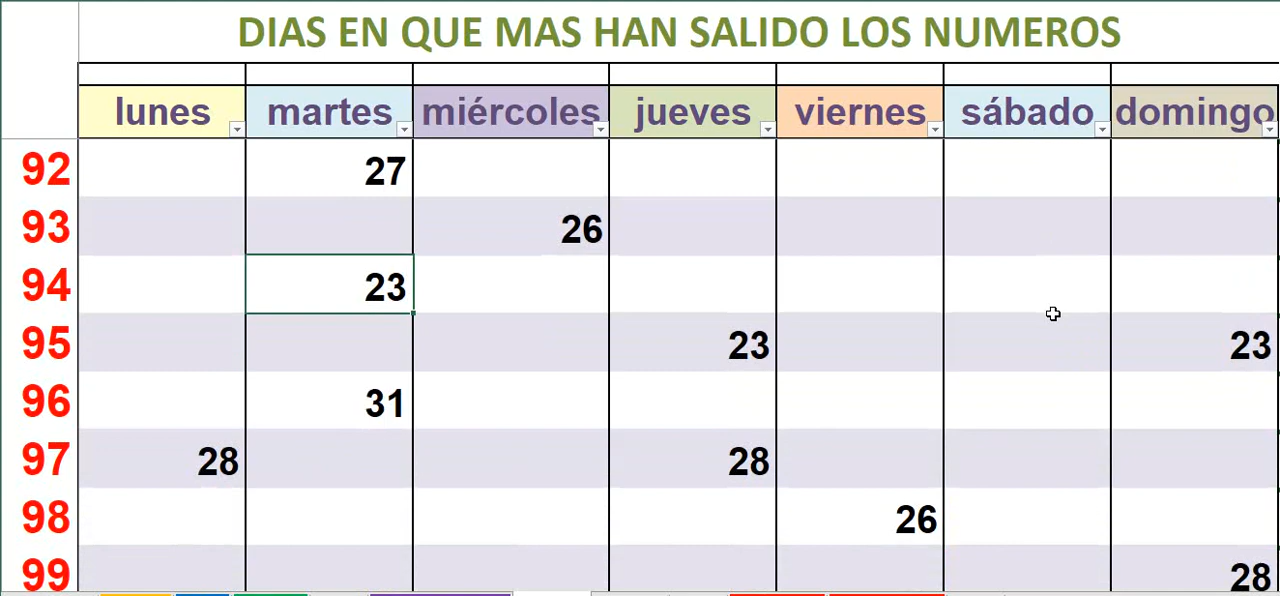 DIAS EN QUE MAS HAN SALIDO LOS NUMEROS
lunes martes miércoles jueves viernes sábado domingo
92 27
93 26
94 23
95 23 23
96 31
97 28 28
98 26
99 28